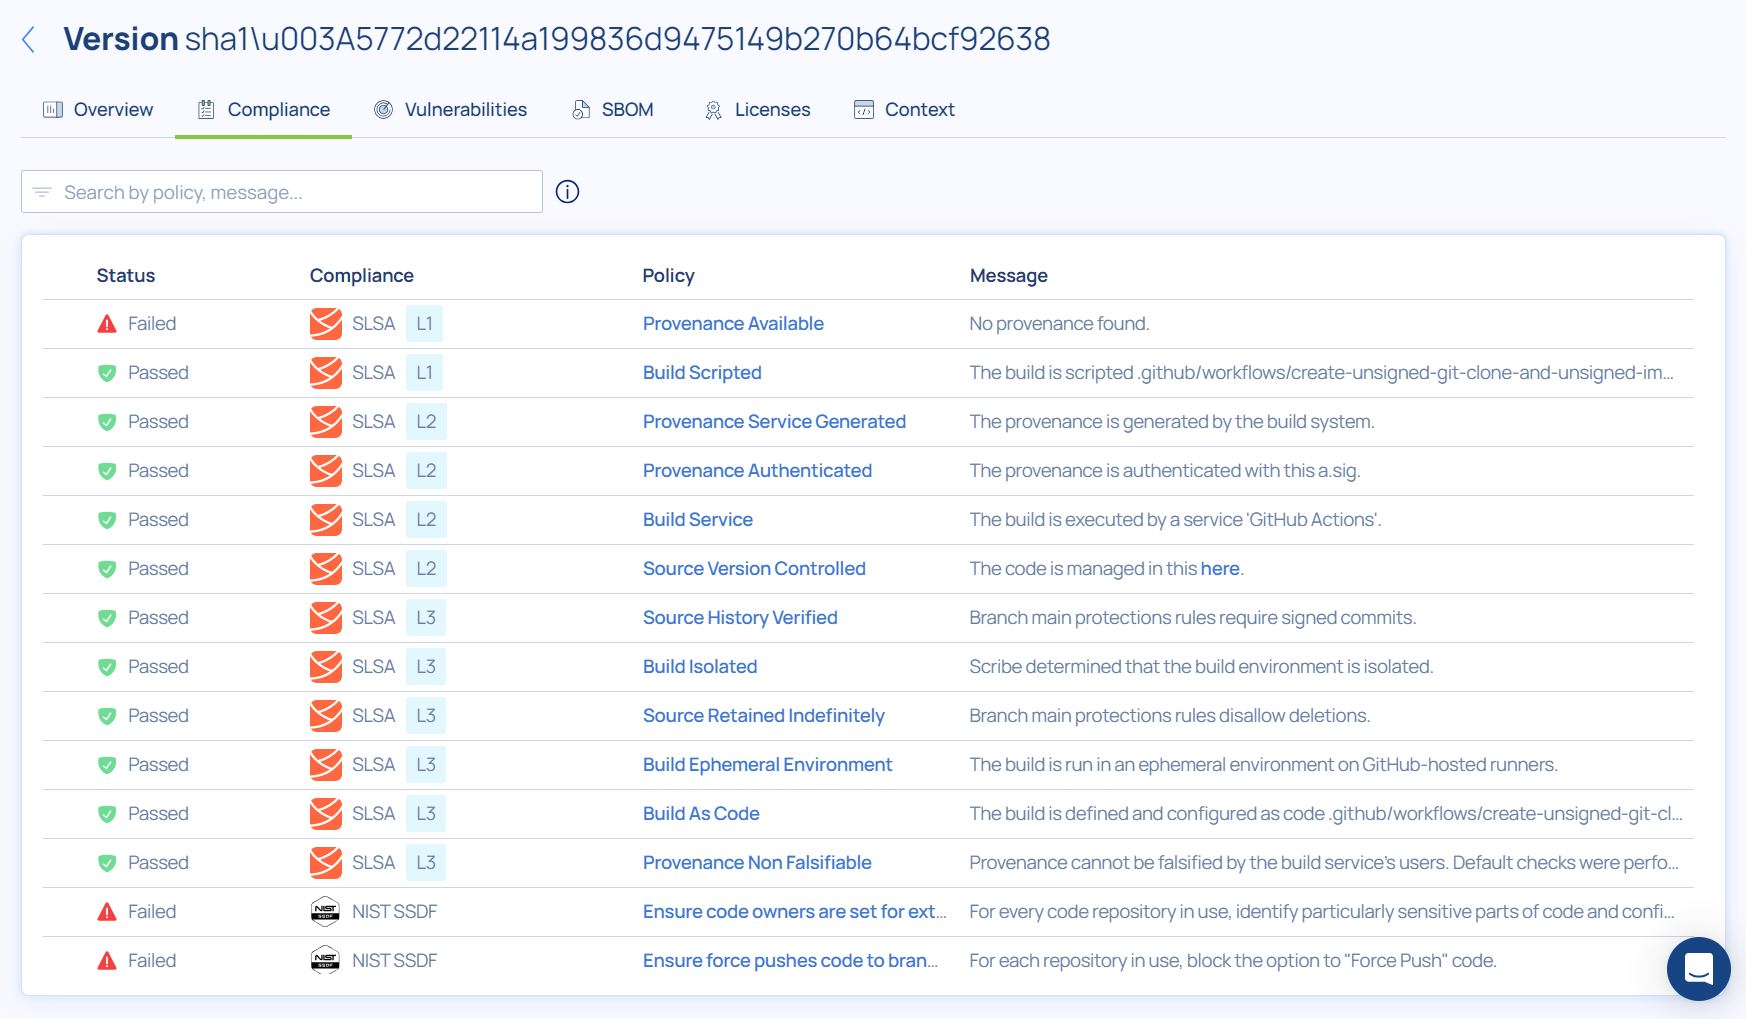 Version sha1\u003A5772d22114a199836d9475149b270b64bcf92638
Overview Compliance Vulnerabilities SBOM Licenses Context
Search by policy, message...
Status Compliance Policy Message
Failed SLSA L1 Provenance Available No provenance found.
Passed SLSA L1 Build Scripted The build is scripted .github/workflows/create-unsigned-git-clone-and-unsigned-im...
Passed SLSA L2 Provenance Service Generated The provenance is generated by the build system.
Passed SLSA L2 Provenance Authenticated The provenance is authenticated with this a.sig.
Passed SLSA L2 Build Service The build is executed by a service 'GitHub Actions'.
Passed SLSA L2 Source Version Controlled The code is managed in this here.
Passed SLSA L3 Source History Verified Branch main protections rules require signed commits.
Passed SLSA L3 Build Isolated Scribe determined that the build environment is isolated.
Passed SLSA L3 Source Retained Indefinitely Branch main protections rules disallow deletions.
Passed SLSA L3 Build Ephemeral Environment The build is run in an ephemeral environment on GitHub-hosted runners.
Passed SLSA L3 Build As Code The build is defined and configured as code .github/workflows/create-unsigned-git-cl...
Passed SLSA L3 Provenance Non Falsifiable Provenance cannot be falsified by the build service's users. Default checks were perfo...
Failed NIST SSDF NIST SSDF Ensure code owners are set for ext... For every code repository in use, identify particularly sensitive parts of code and confi...
Failed NIST SSDF NIST SSDF Ensure force pushes code to bran... For each repository in use, block the option to "Force Push" code.